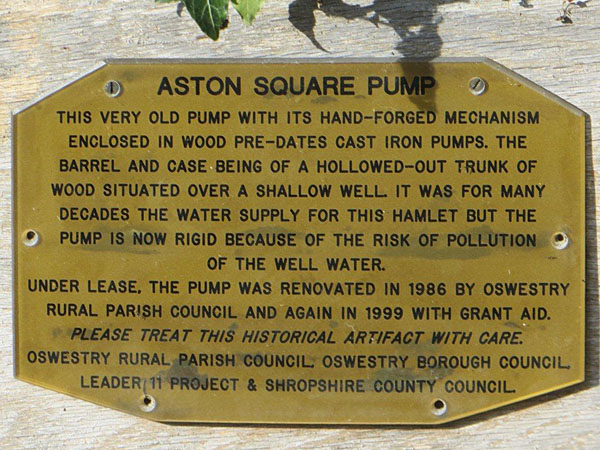 ASTON SQUARE PUMP
THIS VERY OLD PUMP WITH ITS HAND-FORGED MECHANISM
ENCLOSED IN WOOD PRE-DATES CAST IRON PUMPS. THE
BARREL AND CASE BEING OF A HOLLOWED-OUT TRUNK OF
WOOD SITUATED OVER A SHALLOW WELL. IT WAS FOR MANY
DECADES THE WATER SUPPLY FOR THIS HAMLET BUT THE
PUMP IS NOW RIGID BECAUSE OF THE RISK OF POLLUTION
OF THE WELL WATER.
UNDER LEASE, THE PUMP WAS RENOVATED IN 1986 BY OSWESTRY
RURAL PARISH COUNCIL AND AGAIN IN 1999 WITH GRANT AID.
PLEASE TREAT THIS HISTORICAL ARTIFACT WITH CARE.
OSWESTRY RURAL PARISH COUNCIL, OSWESTRY BOROUGH COUNCIL,
LEADER 11 PROJECT & SHROPSHIRE COUNTY COUNCIL.